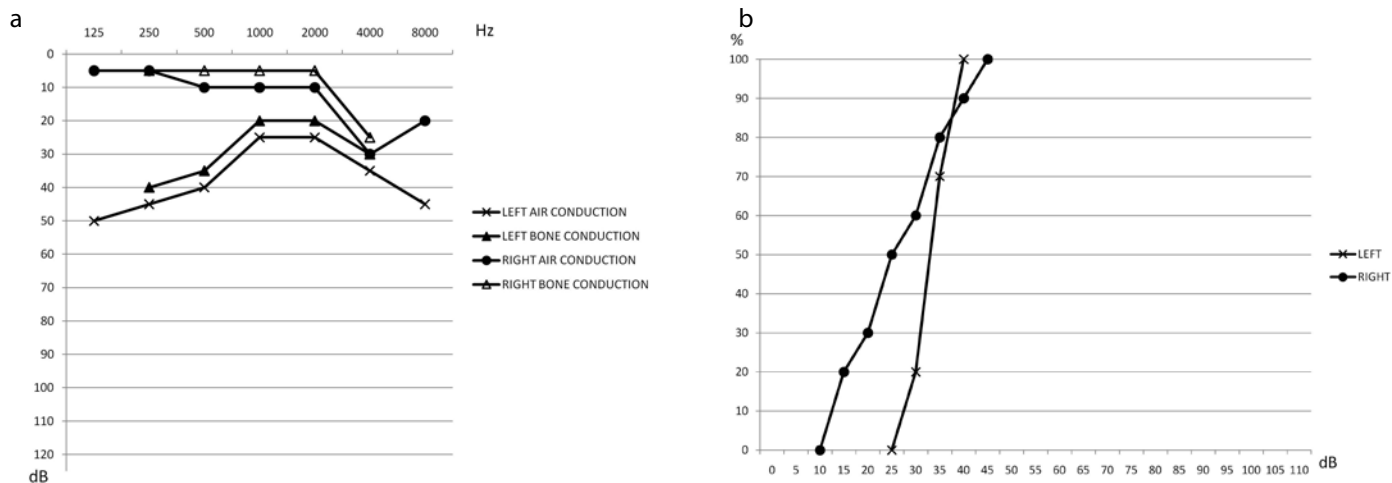 a
125 250 500 1000 2000 4000 8000 Hz
0
10
20
30
40
50
60
70
80
90
100
110
120
dB
LEFT AIR CONDUCTION
LEFT BONE CONDUCTION
RIGHT AIR CONDUCTION
RIGHT BONE CONDUCTION
b
%
100
90
80
70
60
50
40
30
20
10
0
0 5 10 15 20 25 30 35 40 45 50 55 60 65 70 75 80 85 90 95 100 105 110 dB
LEFT
RIGHT